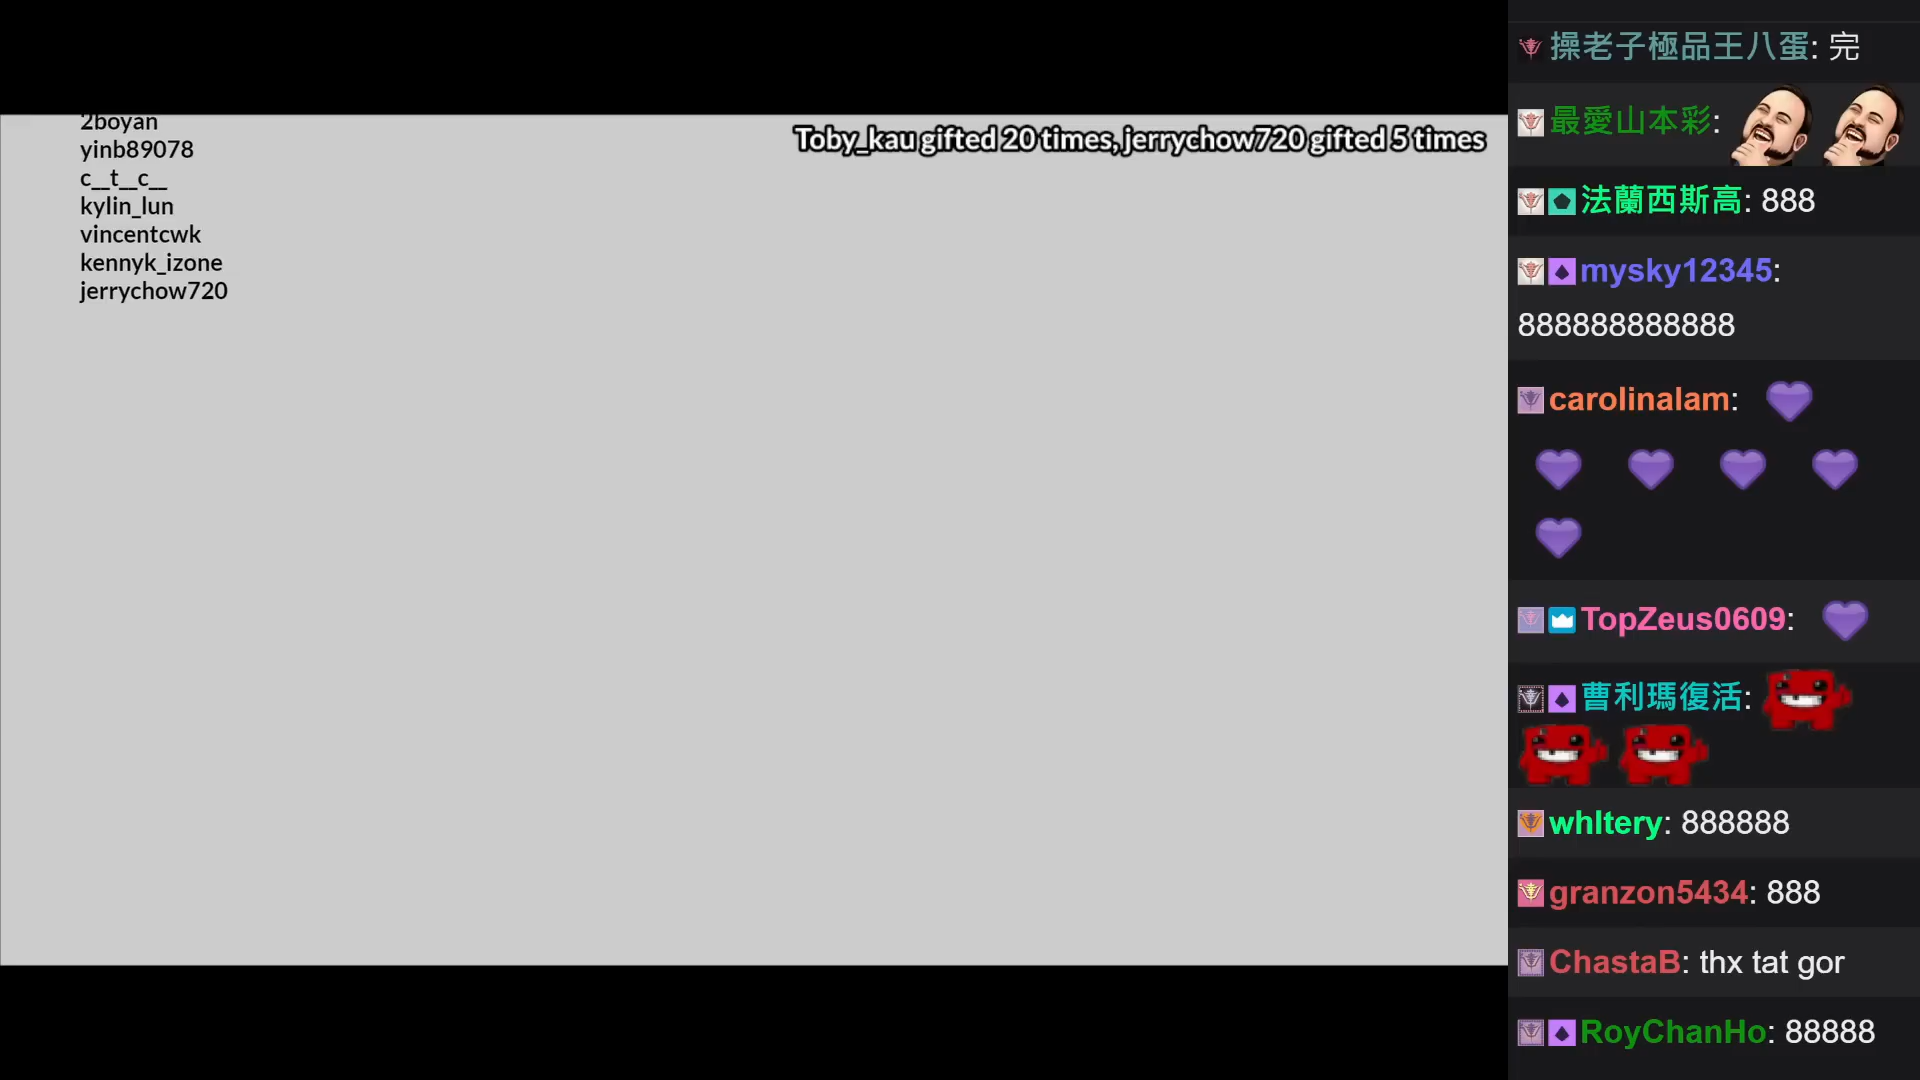 2boyan
yinb89078
c__t__c__
kylin_lun
vincentcwk
kennyk_izone
jerrychow720
Toby_kau gifted 20 times, jerrychow720 gifted 5 times
操老子極品王八蛋: 完
最愛山本彩:
法蘭西斯高: 888
mysky12345:
888888888888
carolinalam:
TopZeus0609:
曹利瑪復活:
whltery: 888888
granzon5434: 888
ChastaB: thx tat gor
RoyChanHo: 88888